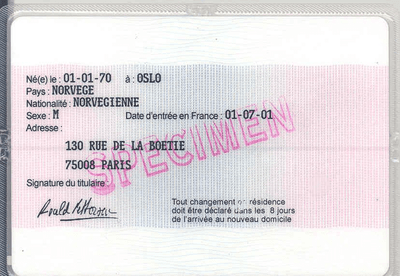 Né(e) le : 01-01-70 à : OSLO
Pays : NORVEGE
Nationalité : NORVEGIENNE
Sexe : M Date d'entrée en France : 01-07-01
Adresse :
130 RUE DE LA BOETIE
75008 PARIS
SPECIMEN
Signature du titulaire
Tout changement de résidence
doit être déclaré dans les 8 jours
de l'arrivée au nouveau domicile